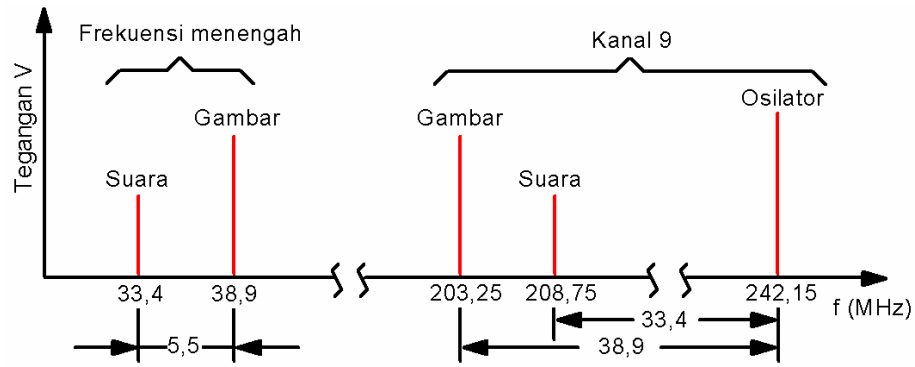 Tegangan V
Frekuensi menengah
Kanal 9
Gambar
Gambar
Osilator
Suara
Suara
33,4
38,9
203,25
208,75
242,15
f (MHz)
33,4
5,5
38,9